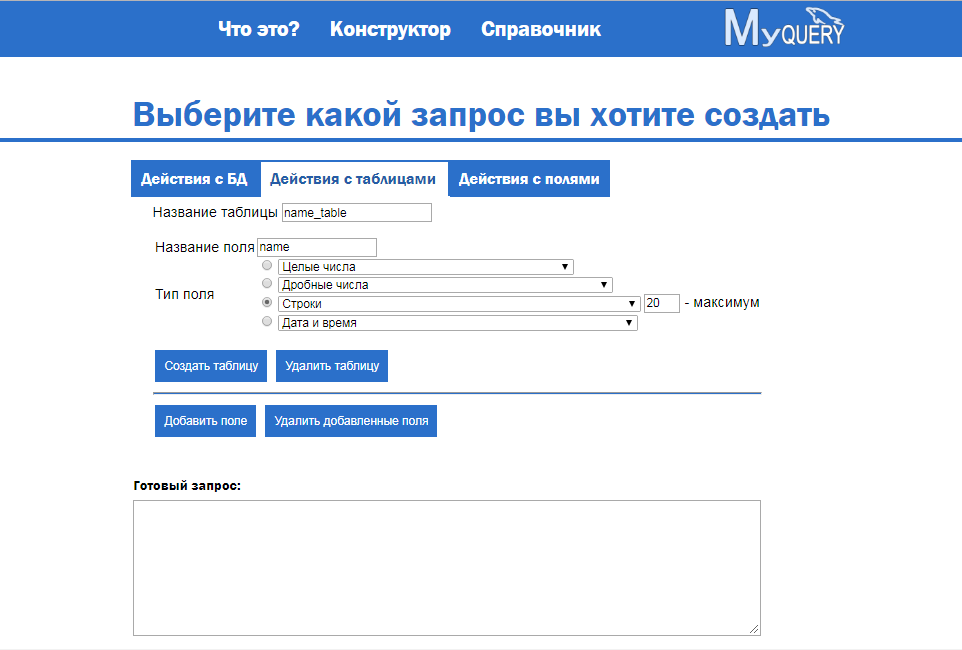 Что это? Конструктор Справочник MyQUERY
Выберите какой запрос вы хотите создать
Действия с БД Действия с таблицами Действия с полями
Название таблицы name_table
Название поля name
Целые числа
Дробные числа
Тип поля
Строки 20 - максимум
Дата и время
Создать таблицу Удалить таблицу
Добавить поле Удалить добавленные поля
Готовый запрос: